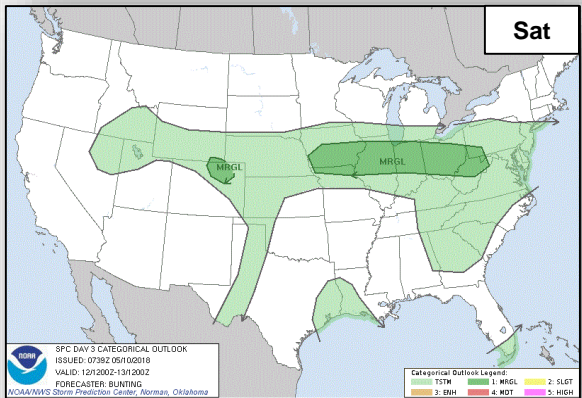 Sat
MRGL
MRGL
NOAA
SPC DAY 3 CATEGORICAL OUTLOOK
ISSUED: 0739Z 05/10/2018
VALID: 12/1200Z-13/1200Z
FORECASTER: BUNTING
NOAA/NWS Storm Prediction Center, Norman, Oklahoma
Categorical Outlook Legend:
TSTM 1: MRGL 2: SLGT
3: ENH 4: MDT 5: HIGH